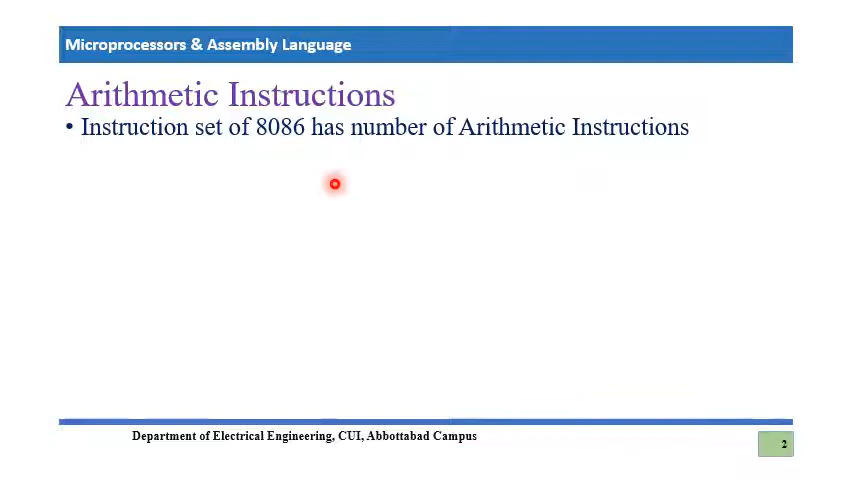 Microprocessors & Assembly Language
Arithmetic Instructions
• Instruction set of 8086 has number of Arithmetic Instructions
Department of Electrical Engineering, CUI, Abbottabad Campus
2